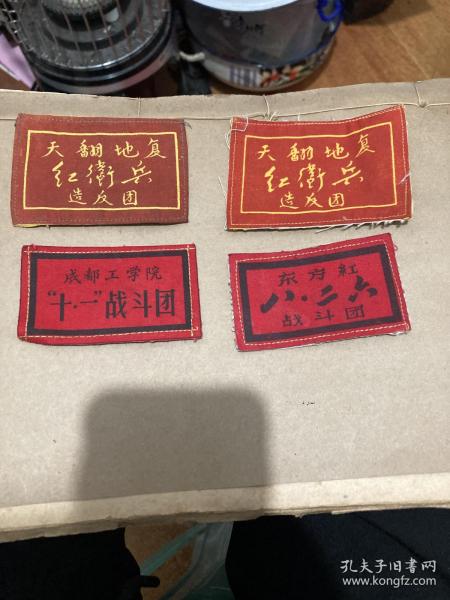 天翻地复
红衛兵
造反团
天翻地复
红衛兵
造反团
成都工学院
"十·一"战斗团
东方紅
八·二六
战斗团
孔夫子旧书网
www.kongfz.com